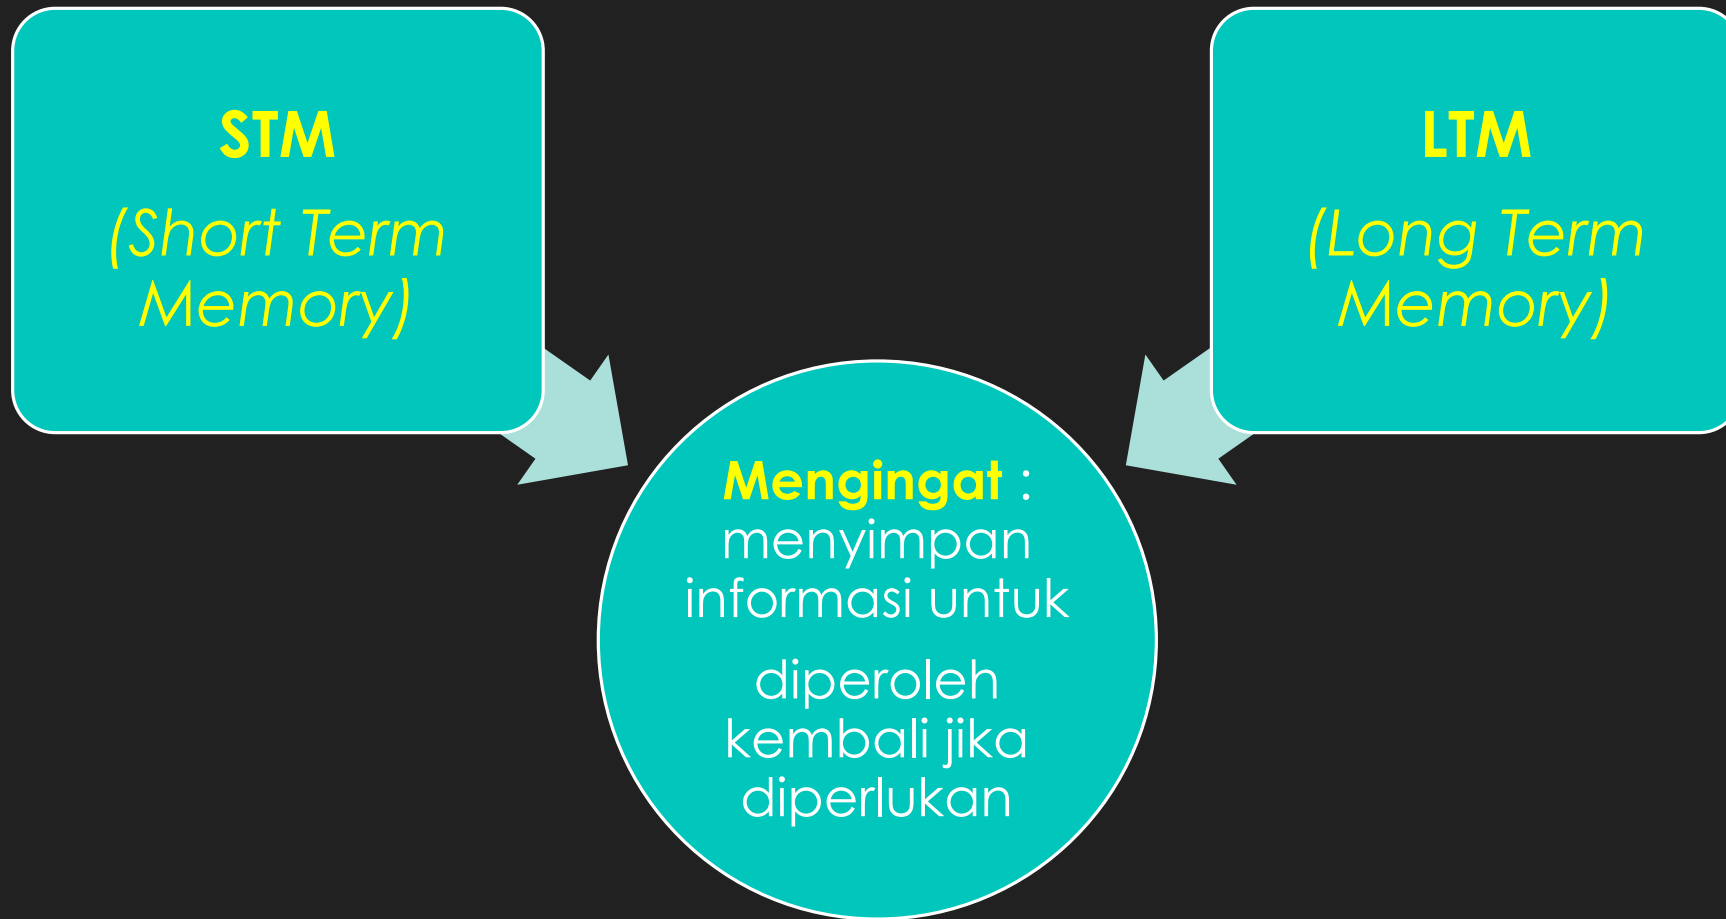 STM
(Short Term
Memory)
LTM
(Long Term
Memory)
Mengingat :
menyimpan
informasi untuk
diperoleh
kembali jika
diperlukan